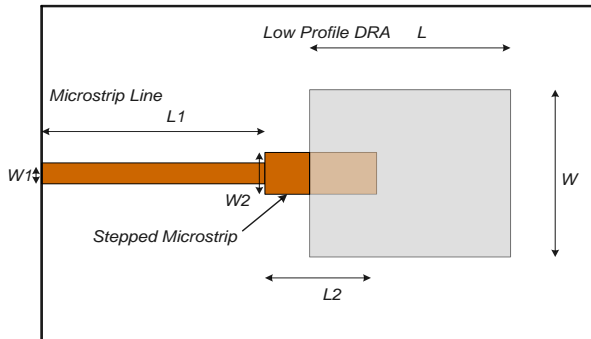 Low Profile DRA
L
Microstrip Line
L1
W1
W2
W
Stepped Microstrip
L2